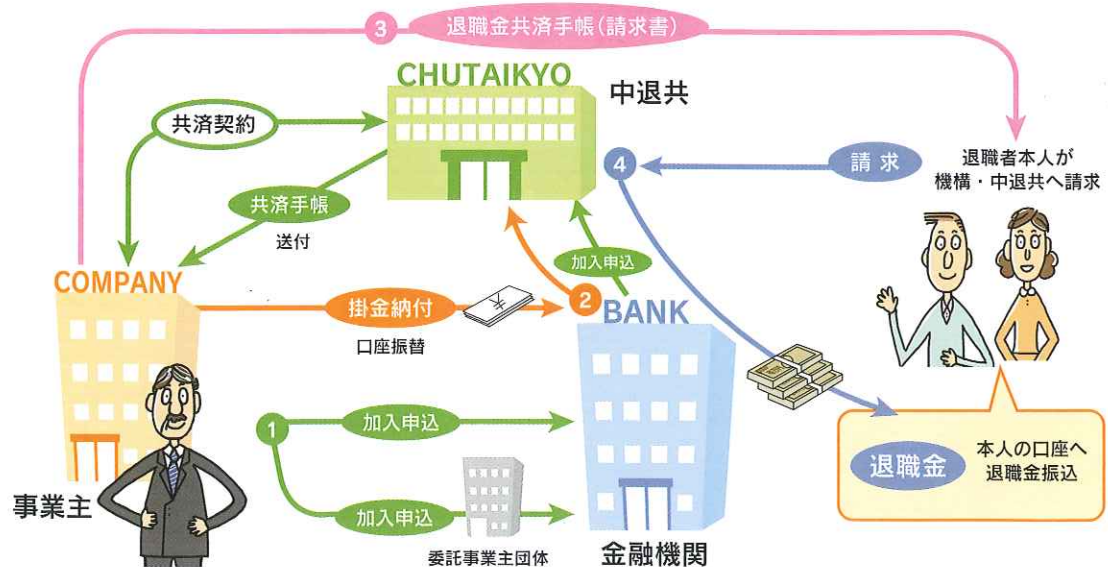 3 退職金共済手帳(請求書)
CHUTAIKYO
中退共
共済契約
4
請求
退職者本人が
機構・中退共へ請求
共済手帳
送付
加入申込
COMPANY
掛金納付
¥
2
BANK
口座振替
1
加入申込
退職金
本人の口座へ
退職金振込
事業主
加入申込
委託事業主団体
金融機関